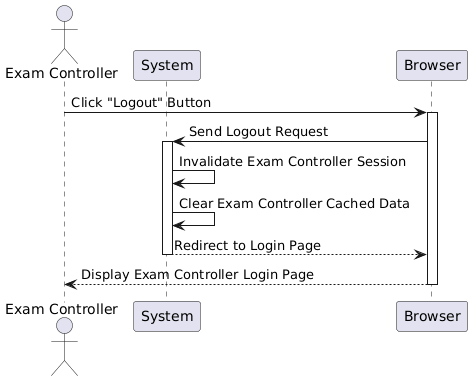 Exam Controller
System
Browser
Click "Logout" Button
Send Logout Request
Invalidate Exam Controller Session
Clear Exam Controller Cached Data
Redirect to Login Page
Display Exam Controller Login Page
Exam Controller
System
Browser